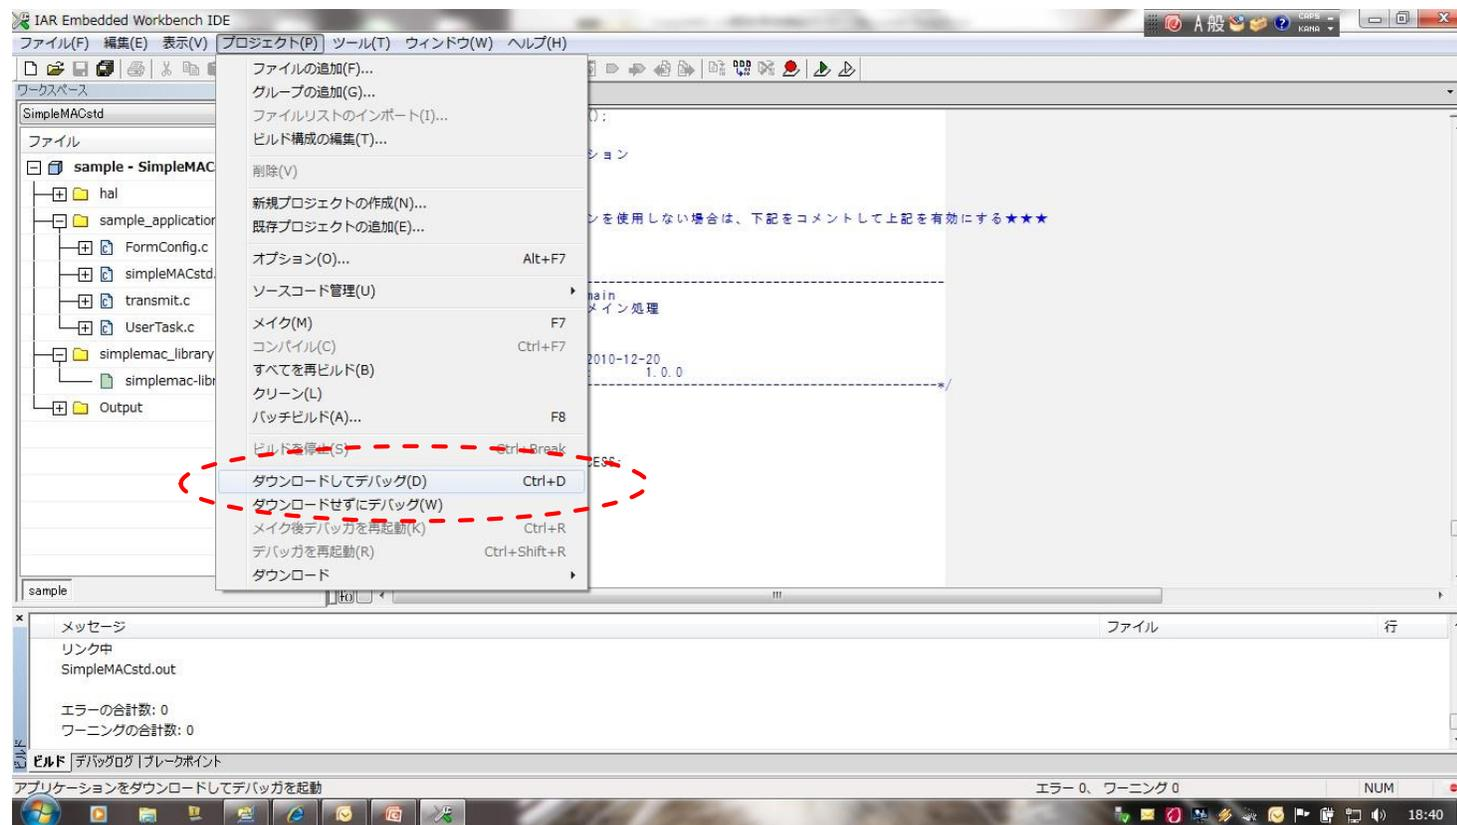 IAR Embedded Workbench IDE
A 般 CAPS KANA
ファイル(F) 編集(E) 表示(V) プロジェクト(P) ツール(T) ウィンドウ(W) ヘルプ(H)
ワークスペース
SimpleMACstd
ファイル
sample - SimpleMAC
hal
sample_application
FormConfig.c
simpleMACstd.
transmit.c
UserTask.c
simplemac_library
simplemac-libr
Output
sample
ファイルの追加(F)...
グループの追加(G)...
ファイルリストのインポート(I)...
ビルド構成の編集(T)...
削除(V)
新規プロジェクトの作成(N)...
既存プロジェクトの追加(E)...
オプション(O)... Alt+F7
ソースコード管理(U)
メイク(M) F7
コンパイル(C) Ctrl+F7
すべてを再ビルド(B)
クリーン(L)
バッチビルド(A)... F8
ビルドを停止(S) Ctrl+Break
ダウンロードしてデバッグ(D) Ctrl+D
ダウンロードせずにデバッグ(W)
メイク後デバッガを再起動(K) Ctrl+R
デバッガを再起動(R) Ctrl+Shift+R
ダウンロード
();
ション
ンを使用しない場合は、下記をコメントして上記を有効にする★★★
main
メイン処理
2010-12-20
1.0.0
--*/
CESS;
メッセージ ファイル 行
リンク中
SimpleMACstd.out
エラーの合計数: 0
ワーニングの合計数: 0
ビルド デバッグログ ブレークポイント
アプリケーションをダウンロードしてデバッガを起動 エラー 0、 ワーニング 0 NUM
18:40